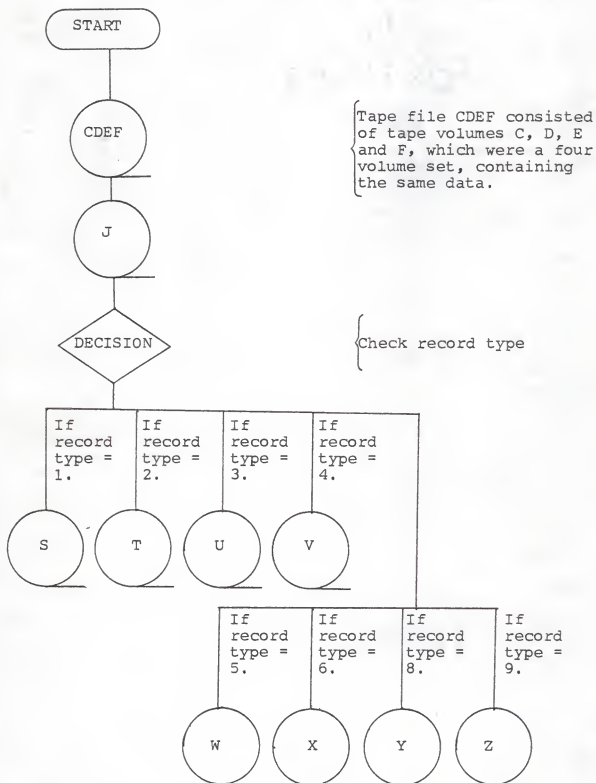 START
CDEF
Tape file CDEF consisted
of tape volumes C, D, E
and F, which were a four
volume set, containing
the same data.
J
DECISION
Check record type
If
record
type =
1.
If
record
type =
2.
If
record
type =
3.
If
record
type =
4.
S
T
U
V
If
record
type =
5.
If
record
type =
6.
If
record
type =
8.
If
record
type =
9.
W
X
Y
Z